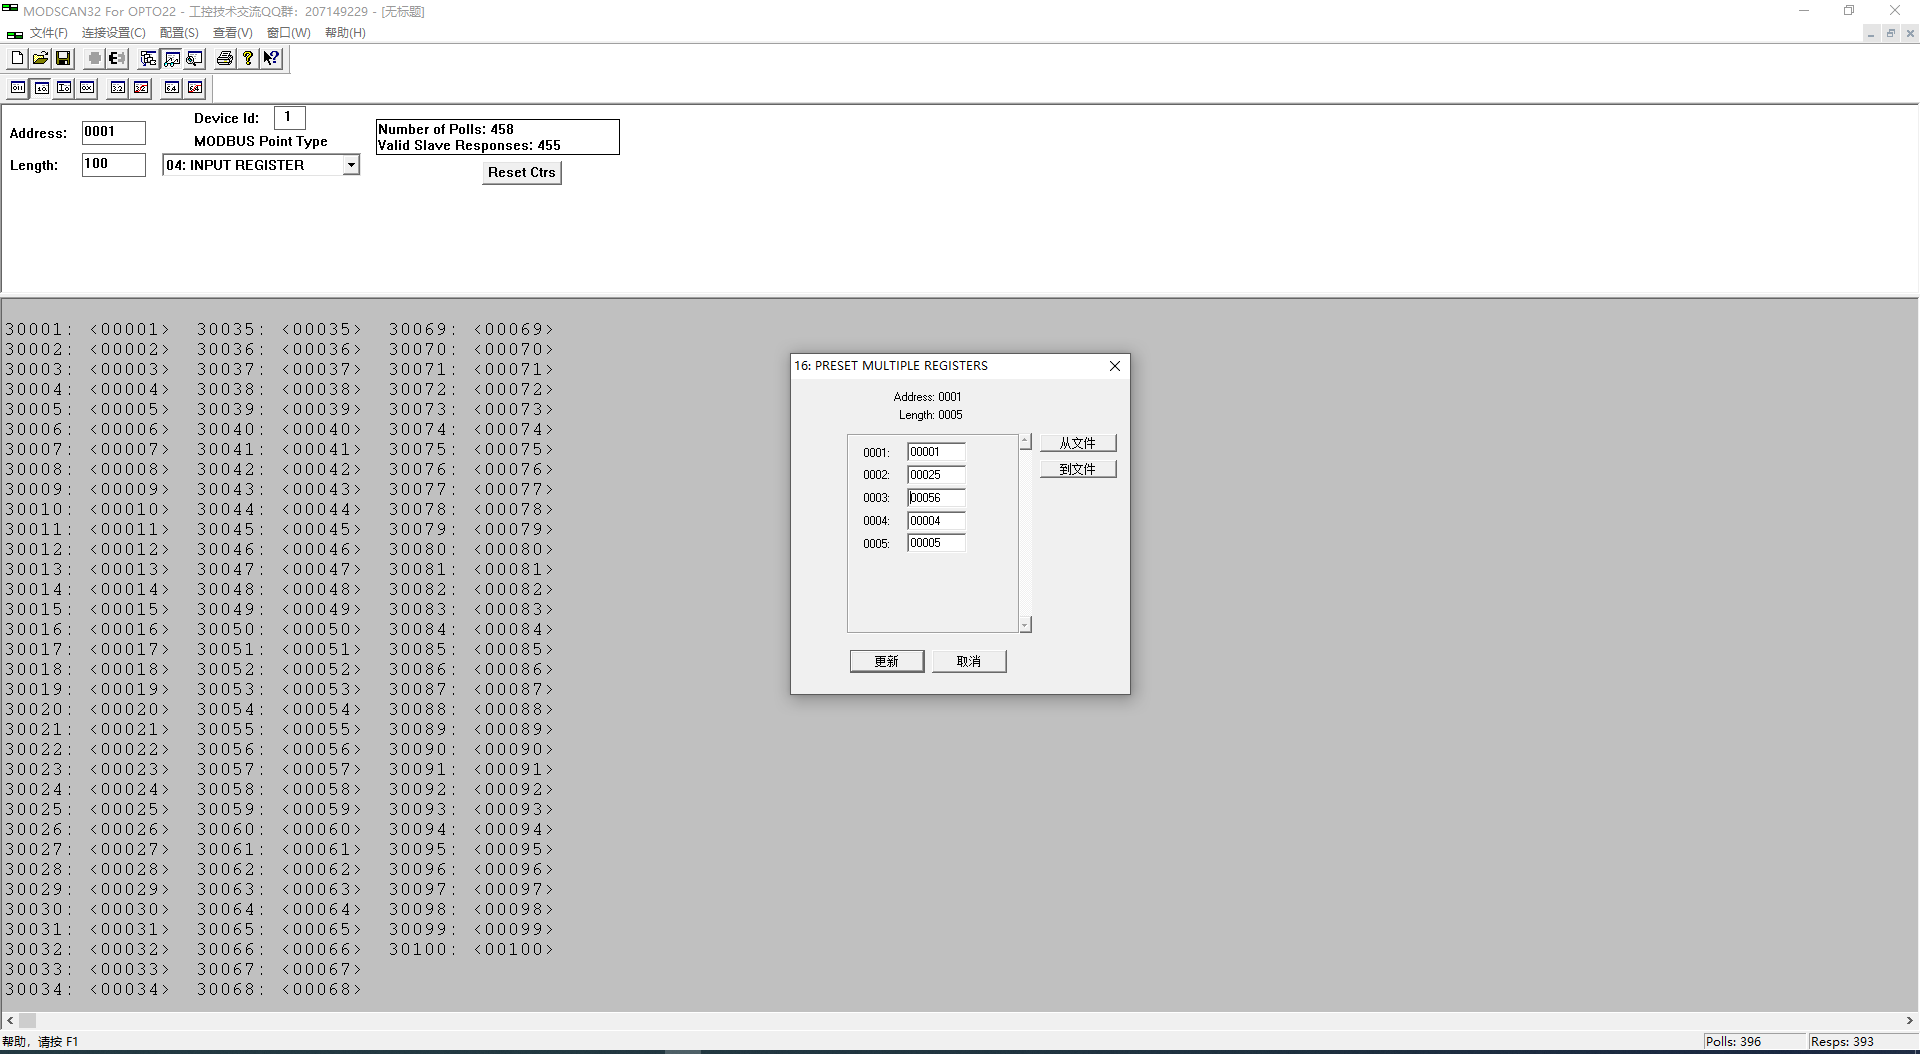 MODSCAN32 For OPTO22 - 工控技术交流QQ群：207149229 - [无标题]
文件(F) 连接设置(C) 配置(S) 查看(V) 窗口(W) 帮助(H)
Device Id: 1
Address: 0001
MODBUS Point Type
Length: 100
04: INPUT REGISTER
Number of Polls: 458
Valid Slave Responses: 455
Reset Ctrs
30001: <00001> 30035: <00035> 30069: <00069>
30002: <00002> 30036: <00036> 30070: <00070>
30003: <00003> 30037: <00037> 30071: <00071>
30004: <00004> 30038: <00038> 30072: <00072>
30005: <00005> 30039: <00039> 30073: <00073>
30006: <00006> 30040: <00040> 30074: <00074>
30007: <00007> 30041: <00041> 30075: <00075>
30008: <00008> 30042: <00042> 30076: <00076>
30009: <00009> 30043: <00043> 30077: <00077>
30010: <00010> 30044: <00044> 30078: <00078>
30011: <00011> 30045: <00045> 30079: <00079>
30012: <00012> 30046: <00046> 30080: <00080>
30013: <00013> 30047: <00047> 30081: <00081>
30014: <00014> 30048: <00048> 30082: <00082>
30015: <00015> 30049: <00049> 30083: <00083>
30016: <00016> 30050: <00050> 30084: <00084>
30017: <00017> 30051: <00051> 30085: <00085>
30018: <00018> 30052: <00052> 30086: <00086>
30019: <00019> 30053: <00053> 30087: <00087>
30020: <00020> 30054: <00054> 30088: <00088>
30021: <00021> 30055: <00055> 30089: <00089>
30022: <00022> 30056: <00056> 30090: <00090>
30023: <00023> 30057: <00057> 30091: <00091>
30024: <00024> 30058: <00058> 30092: <00092>
30025: <00025> 30059: <00059> 30093: <00093>
30026: <00026> 30060: <00060> 30094: <00094>
30027: <00027> 30061: <00061> 30095: <00095>
30028: <00028> 30062: <00062> 30096: <00096>
30029: <00029> 30063: <00063> 30097: <00097>
30030: <00030> 30064: <00064> 30098: <00098>
30031: <00031> 30065: <00065> 30099: <00099>
30032: <00032> 30066: <00066> 30100: <00100>
30033: <00033> 30067: <00067>
30034: <00034> 30068: <00068>
16: PRESET MULTIPLE REGISTERS
Address: 0001
Length: 0005
0001: 00001
0002: 00025
0003: 00056
0004: 00004
0005: 00005
从文件
到文件
更新 取消
帮助，请按 F1
Polls: 396 Resps: 393